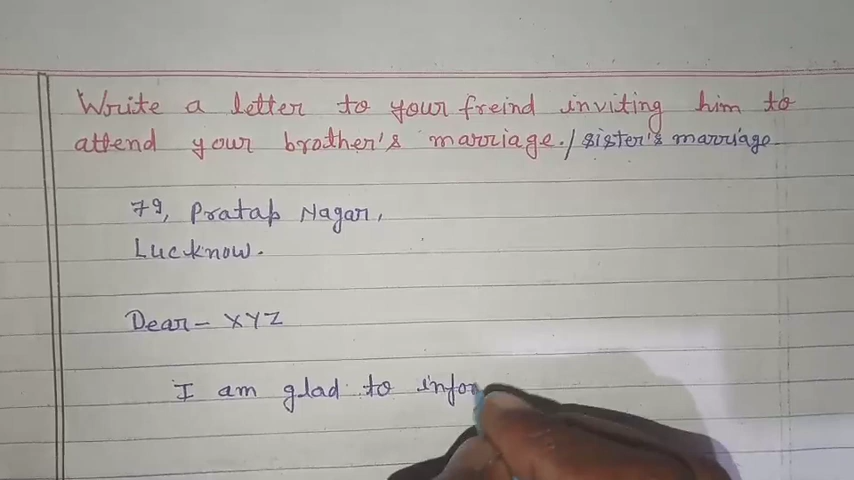 Write a letter to your freind inviting him to
attend your brother's marriage./sister's marriage
79, Pratap Nagar,
Lucknow.
Dear- XYZ
I am glad to infor